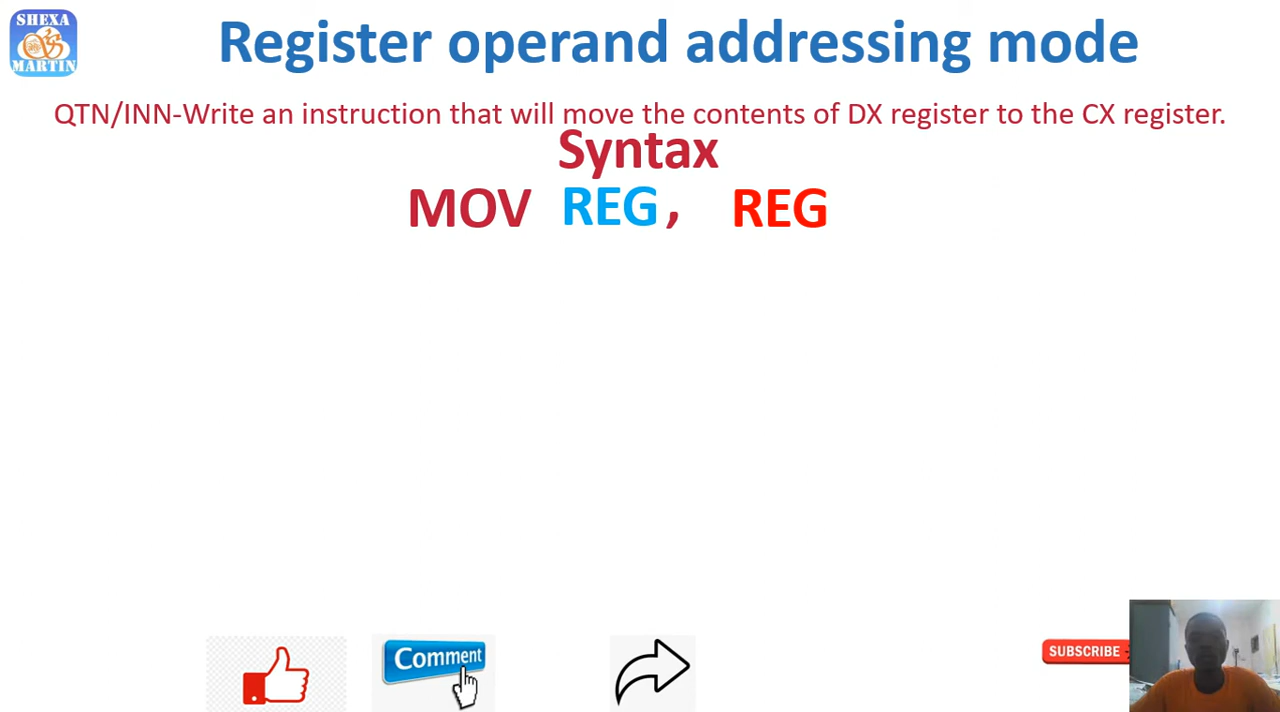 SHEXA
MARTIN
Register operand addressing mode
QTN/INN-Write an instruction that will move the contents of DX register to the CX register.
Syntax
MOV REG, REG
Comment
SUBSCRIBE